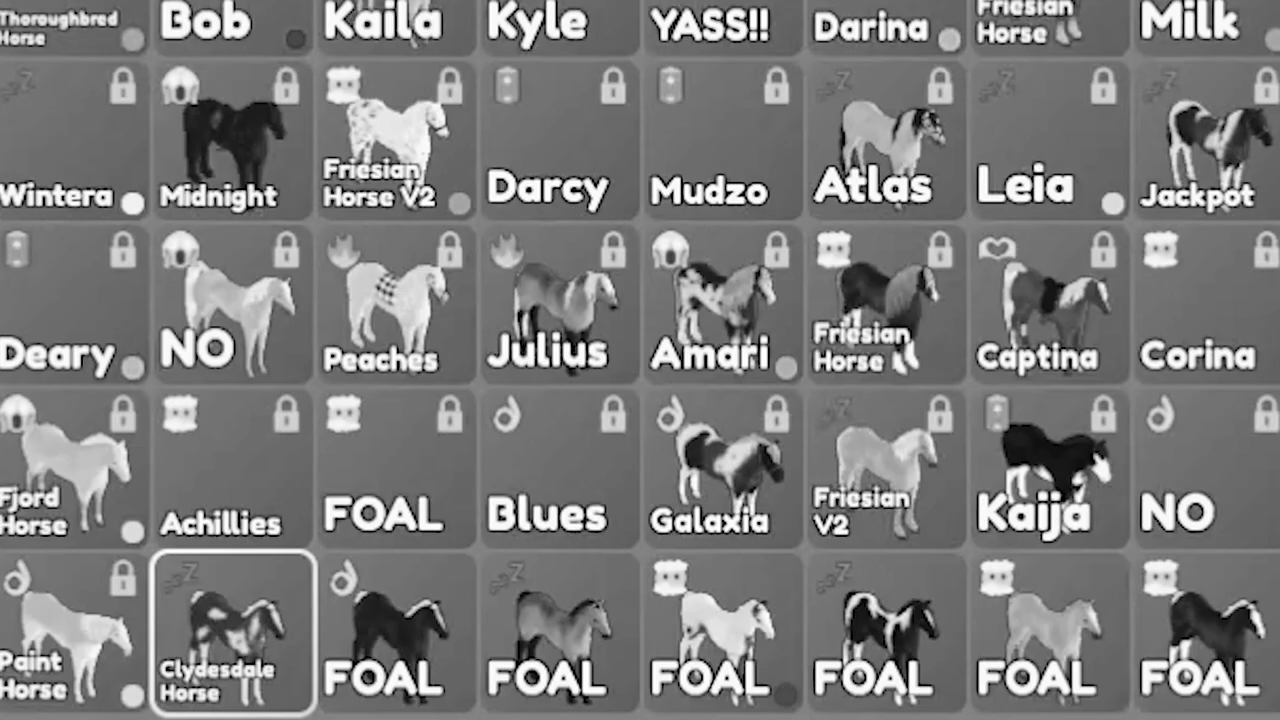 Thoroughbred
Horse
Bob
Kaila
Kyle
YASS!!
Darina
Friesian
Horse
Milk
Wintera
Midnight
Friesian
Horse V2
Darcy
Mudzo
Atlas
Leia
Jackpot
Deary
NO
Peaches
Julius
Amari
Friesian
Horse
Captina
Corina
Fjord
Horse
Achillies
FOAL
Blues
Galaxia
Friesian
V2
Kaija
NO
Paint
Horse
Clydesdale
Horse
FOAL
FOAL
FOAL
FOAL
FOAL
FOAL